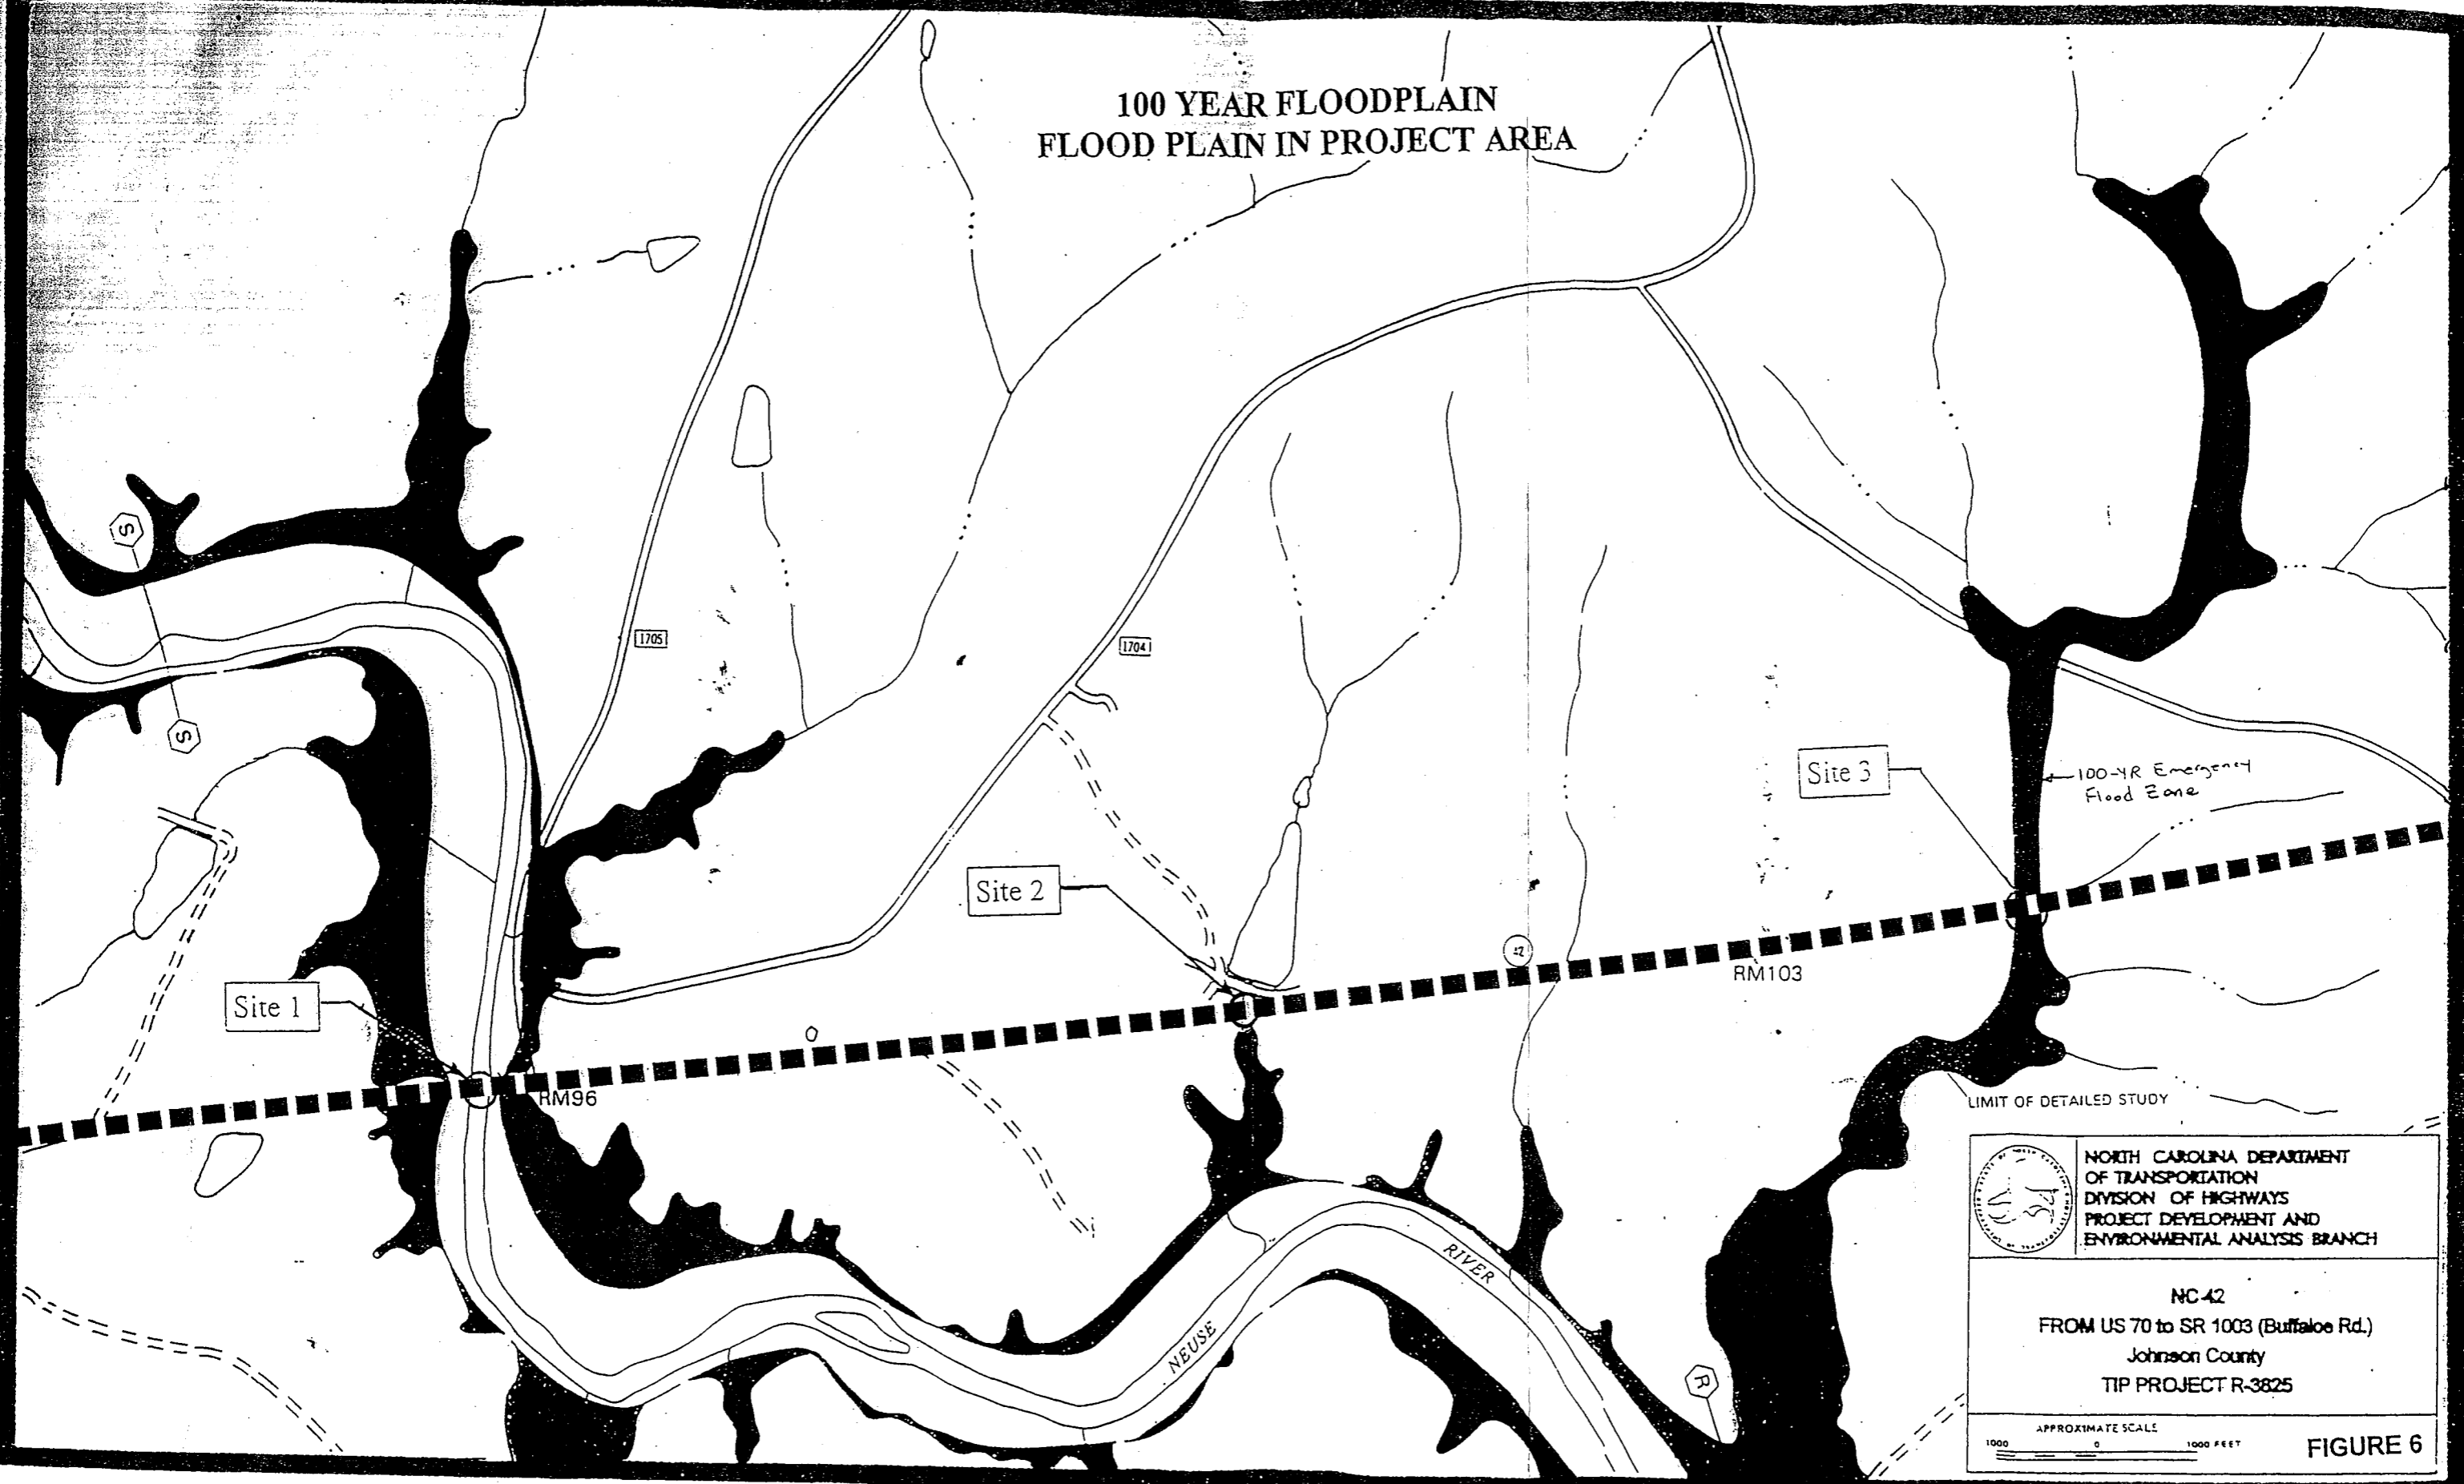 100 YEAR FLOODPLAIN
FLOOD PLAIN IN PROJECT AREA
S
S
1705
1704
Site 3
100-YR Emergency
Flood Zone
Site 2
42
RM103
Site 1
RM96
LIMIT OF DETAILED STUDY
RIVER
NEUSE
R
NORTH CAROLINA DEPARTMENT
OF TRANSPORTATION
DIVISION OF HIGHWAYS
PROJECT DEVELOPMENT AND
ENVIRONMENTAL ANALYSIS BRANCH
NC 42
FROM US 70 to SR 1003 (Buffaloe Rd.)
Johnson County
TIP PROJECT R-3825
APPROXIMATE SCALE
1000 0 1000 FEET
FIGURE 6